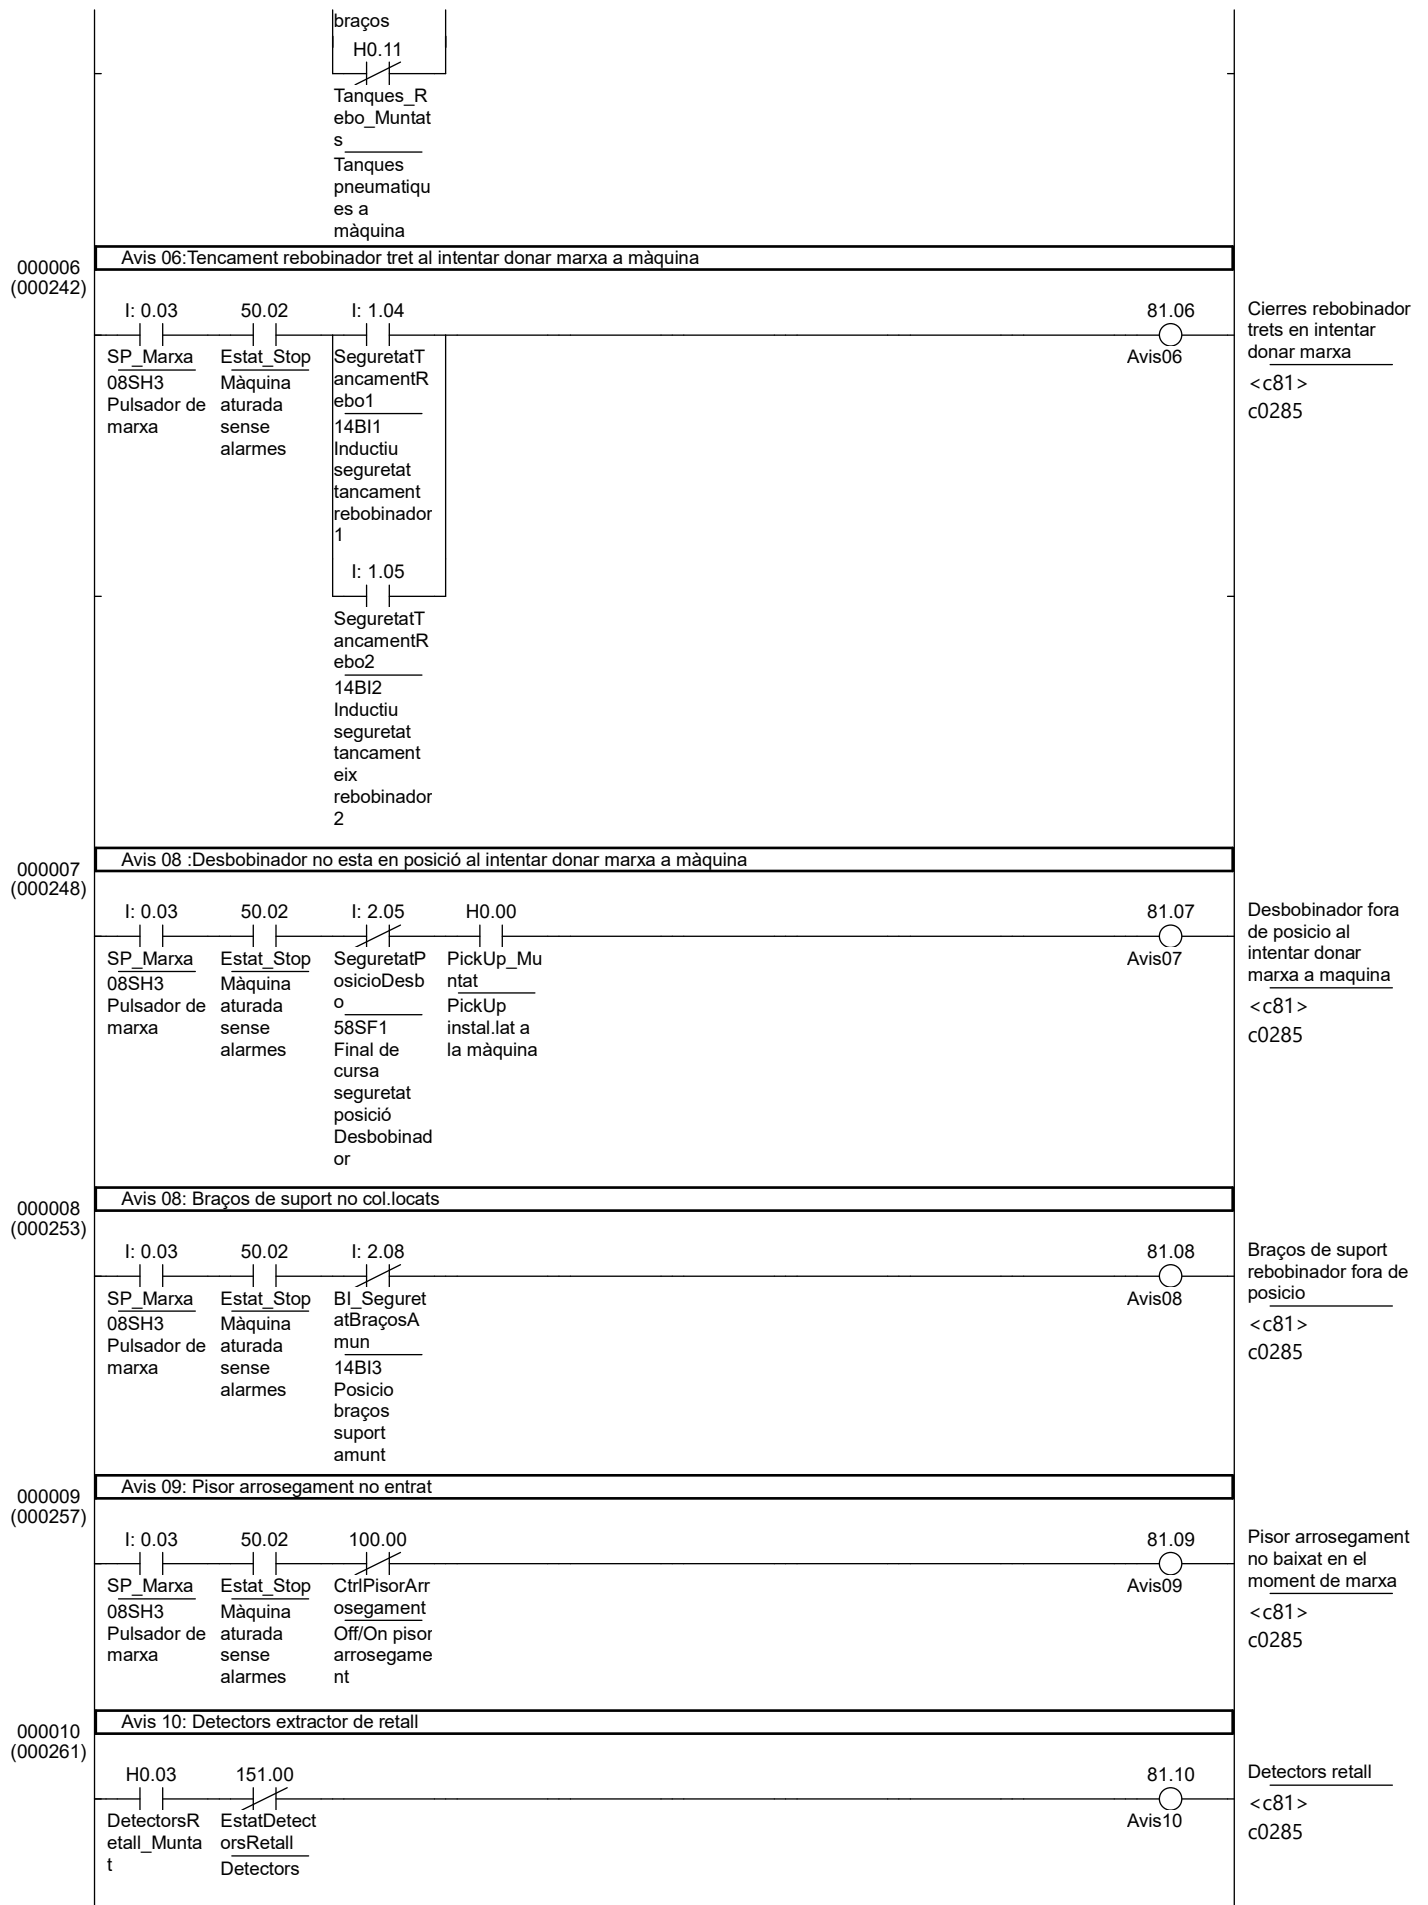 braços
H0.11
Tanques_R
ebo_Muntat
s
Tanques
pneumatiqu
es a
màquina
000006
(000242)
Avis 06:Tencament rebobinador tret al intentar donar marxa a màquina
I: 0.03
SP_Marxa
08SH3
Pulsador de
marxa
50.02
Estat_Stop
Màquina
aturada
sense
alarmes
I: 1.04
SeguretatT
ancamentR
ebo1
14BI1
Inductiu
seguretat
tancament
rebobinador
1
I: 1.05
SeguretatT
ancamentR
ebo2
14BI2
Inductiu
seguretat
tancament
eix
rebobinador
2
81.06
Avis06
Cierres rebobinador
trets en intentar
donar marxa
<c81>
c0285
000007
(000248)
Avis 08 :Desbobinador no esta en posició al intentar donar marxa a màquina
I: 0.03
SP_Marxa
08SH3
Pulsador de
marxa
50.02
Estat_Stop
Màquina
aturada
sense
alarmes
I: 2.05
SeguretatP
osicioDesb
o
58SF1
Final de
cursa
seguretat
posició
Desbobinad
or
H0.00
PickUp_Mu
ntat
PickUp
instal.lat a
la màquina
81.07
Avis07
Desbobinador fora
de posicio al
intentar donar
marxa a maquina
<c81>
c0285
000008
(000253)
Avis 08: Braços de suport no col.locats
I: 0.03
SP_Marxa
08SH3
Pulsador de
marxa
50.02
Estat_Stop
Màquina
aturada
sense
alarmes
I: 2.08
BI_Seguret
atBraçosA
mun
14BI3
Posicio
braços
suport
amunt
81.08
Avis08
Braços de suport
rebobinador fora de
posicio
<c81>
c0285
000009
(000257)
Avis 09: Pisor arrosegament no entrat
I: 0.03
SP_Marxa
08SH3
Pulsador de
marxa
50.02
Estat_Stop
Màquina
aturada
sense
alarmes
100.00
CtrlPisorArr
osegament
Off/On pisor
arrosegame
nt
81.09
Avis09
Pisor arrosegament
no baixat en el
moment de marxa
<c81>
c0285
000010
(000261)
Avis 10: Detectors extractor de retall
H0.03
DetectorsR
etall_Munta
t
151.00
EstatDetect
orsRetall
Detectors
81.10
Avis10
Detectors retall
<c81>
c0285